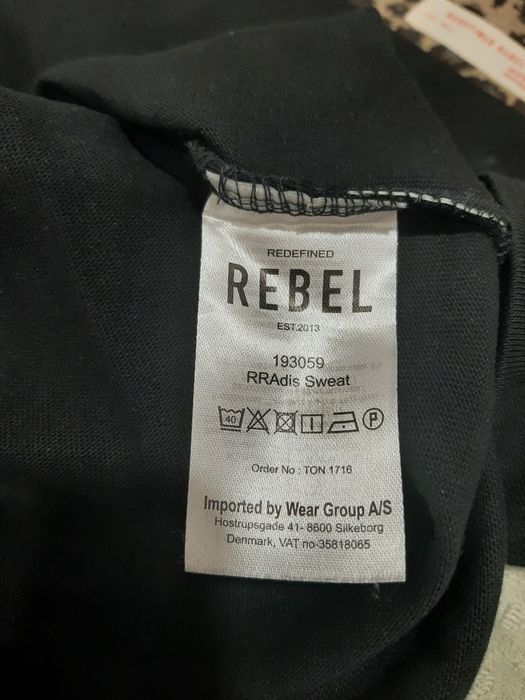 REDEFINED
REBEL
EST.2013
193059
RRAdis Sweat
40
P
Order No : TON 1716
Imported by Wear Group A/S
Hostrupsgade 41- 8600 Silkeborg
Denmark, VAT no-35618065